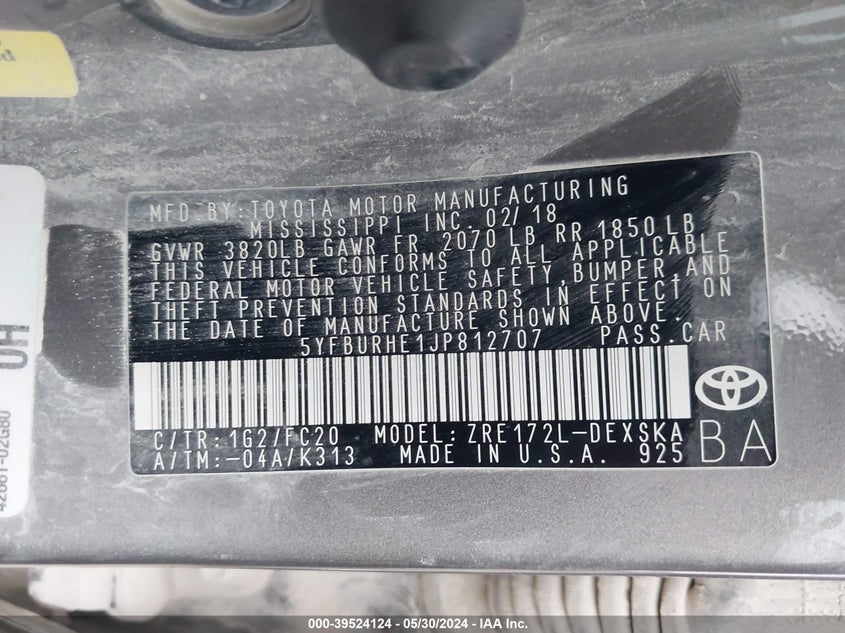 MFD.BY:TOYOTA MOTOR MANUFACTURING
MISSISSIPPI INC. 02/18
GVWR 3820LB GAWR FR 2070 LB RR 1850 LB
THIS VEHICLE CONFORMS TO ALL APPLICABLE
FEDERAL MOTOR VEHICLE SAFETY,BUMPER,AND
THEFT PREVENTION STANDARDS IN EFFECT ON
THE DATE OF MANUFACTURE SHOWN ABOVE.
5YFBURHE1JP812707 PASS.CAR
C/TR:1G2/FC20 MODEL:ZRE172L-DEXSKA
A/TM:-04A/K313 MADE IN U.S.A. 925
BA
000-39524124 - 05/30/2024 - IAA Inc.